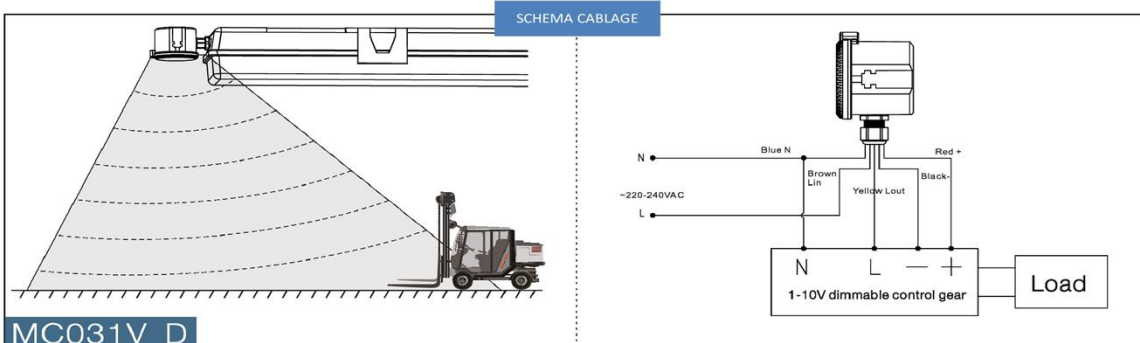 SCHEMA CABLAGE
N
Blue N
Red +
Brown
Lin
Yellow Lout
Black-
~220-240VAC
L
N L — +
1-10V dimmable control gear
Load
MC031V D